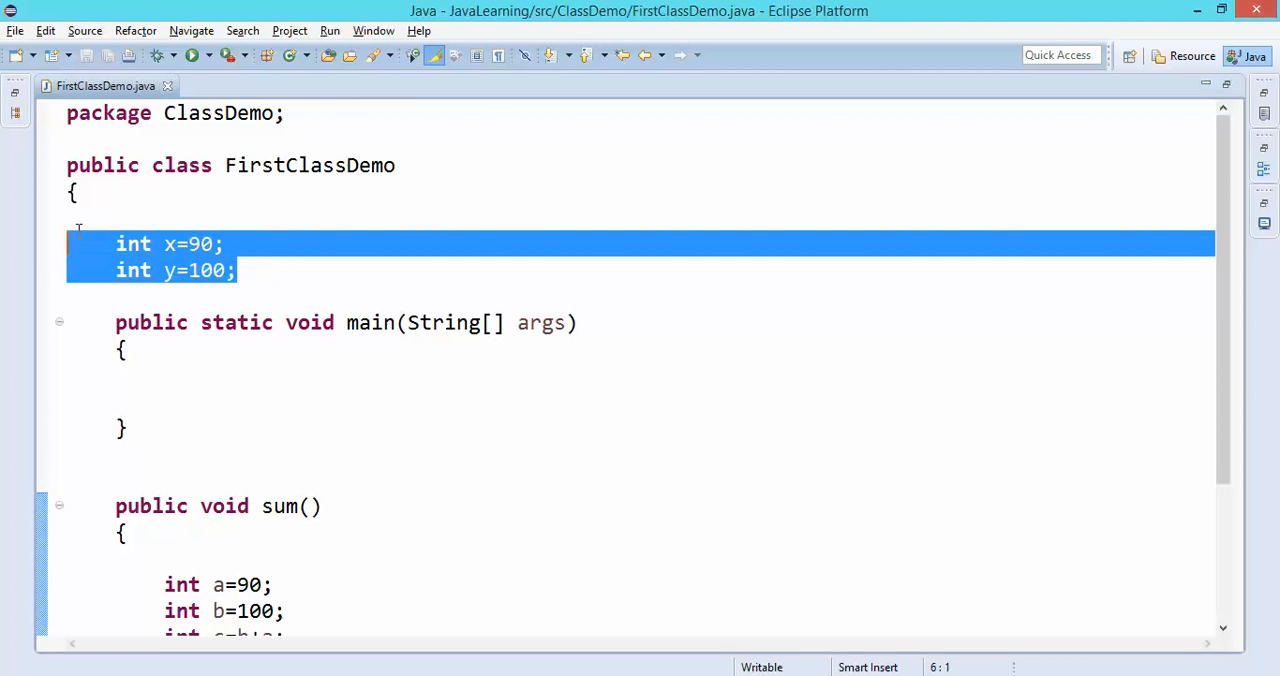 Java - JavaLearning/src/ClassDemo/FirstClassDemo.java - Eclipse Platform
File Edit Source Refactor Navigate Search Project Run Window Help
Quick Access Resource Java
FirstClassDemo.java
package ClassDemo;
public class FirstClassDemo
{
int x=90;
int y=100;
public static void main(String[] args)
{
}
public void sum()
{
int a=90;
int b=100;
Writable Smart Insert 6 : 1